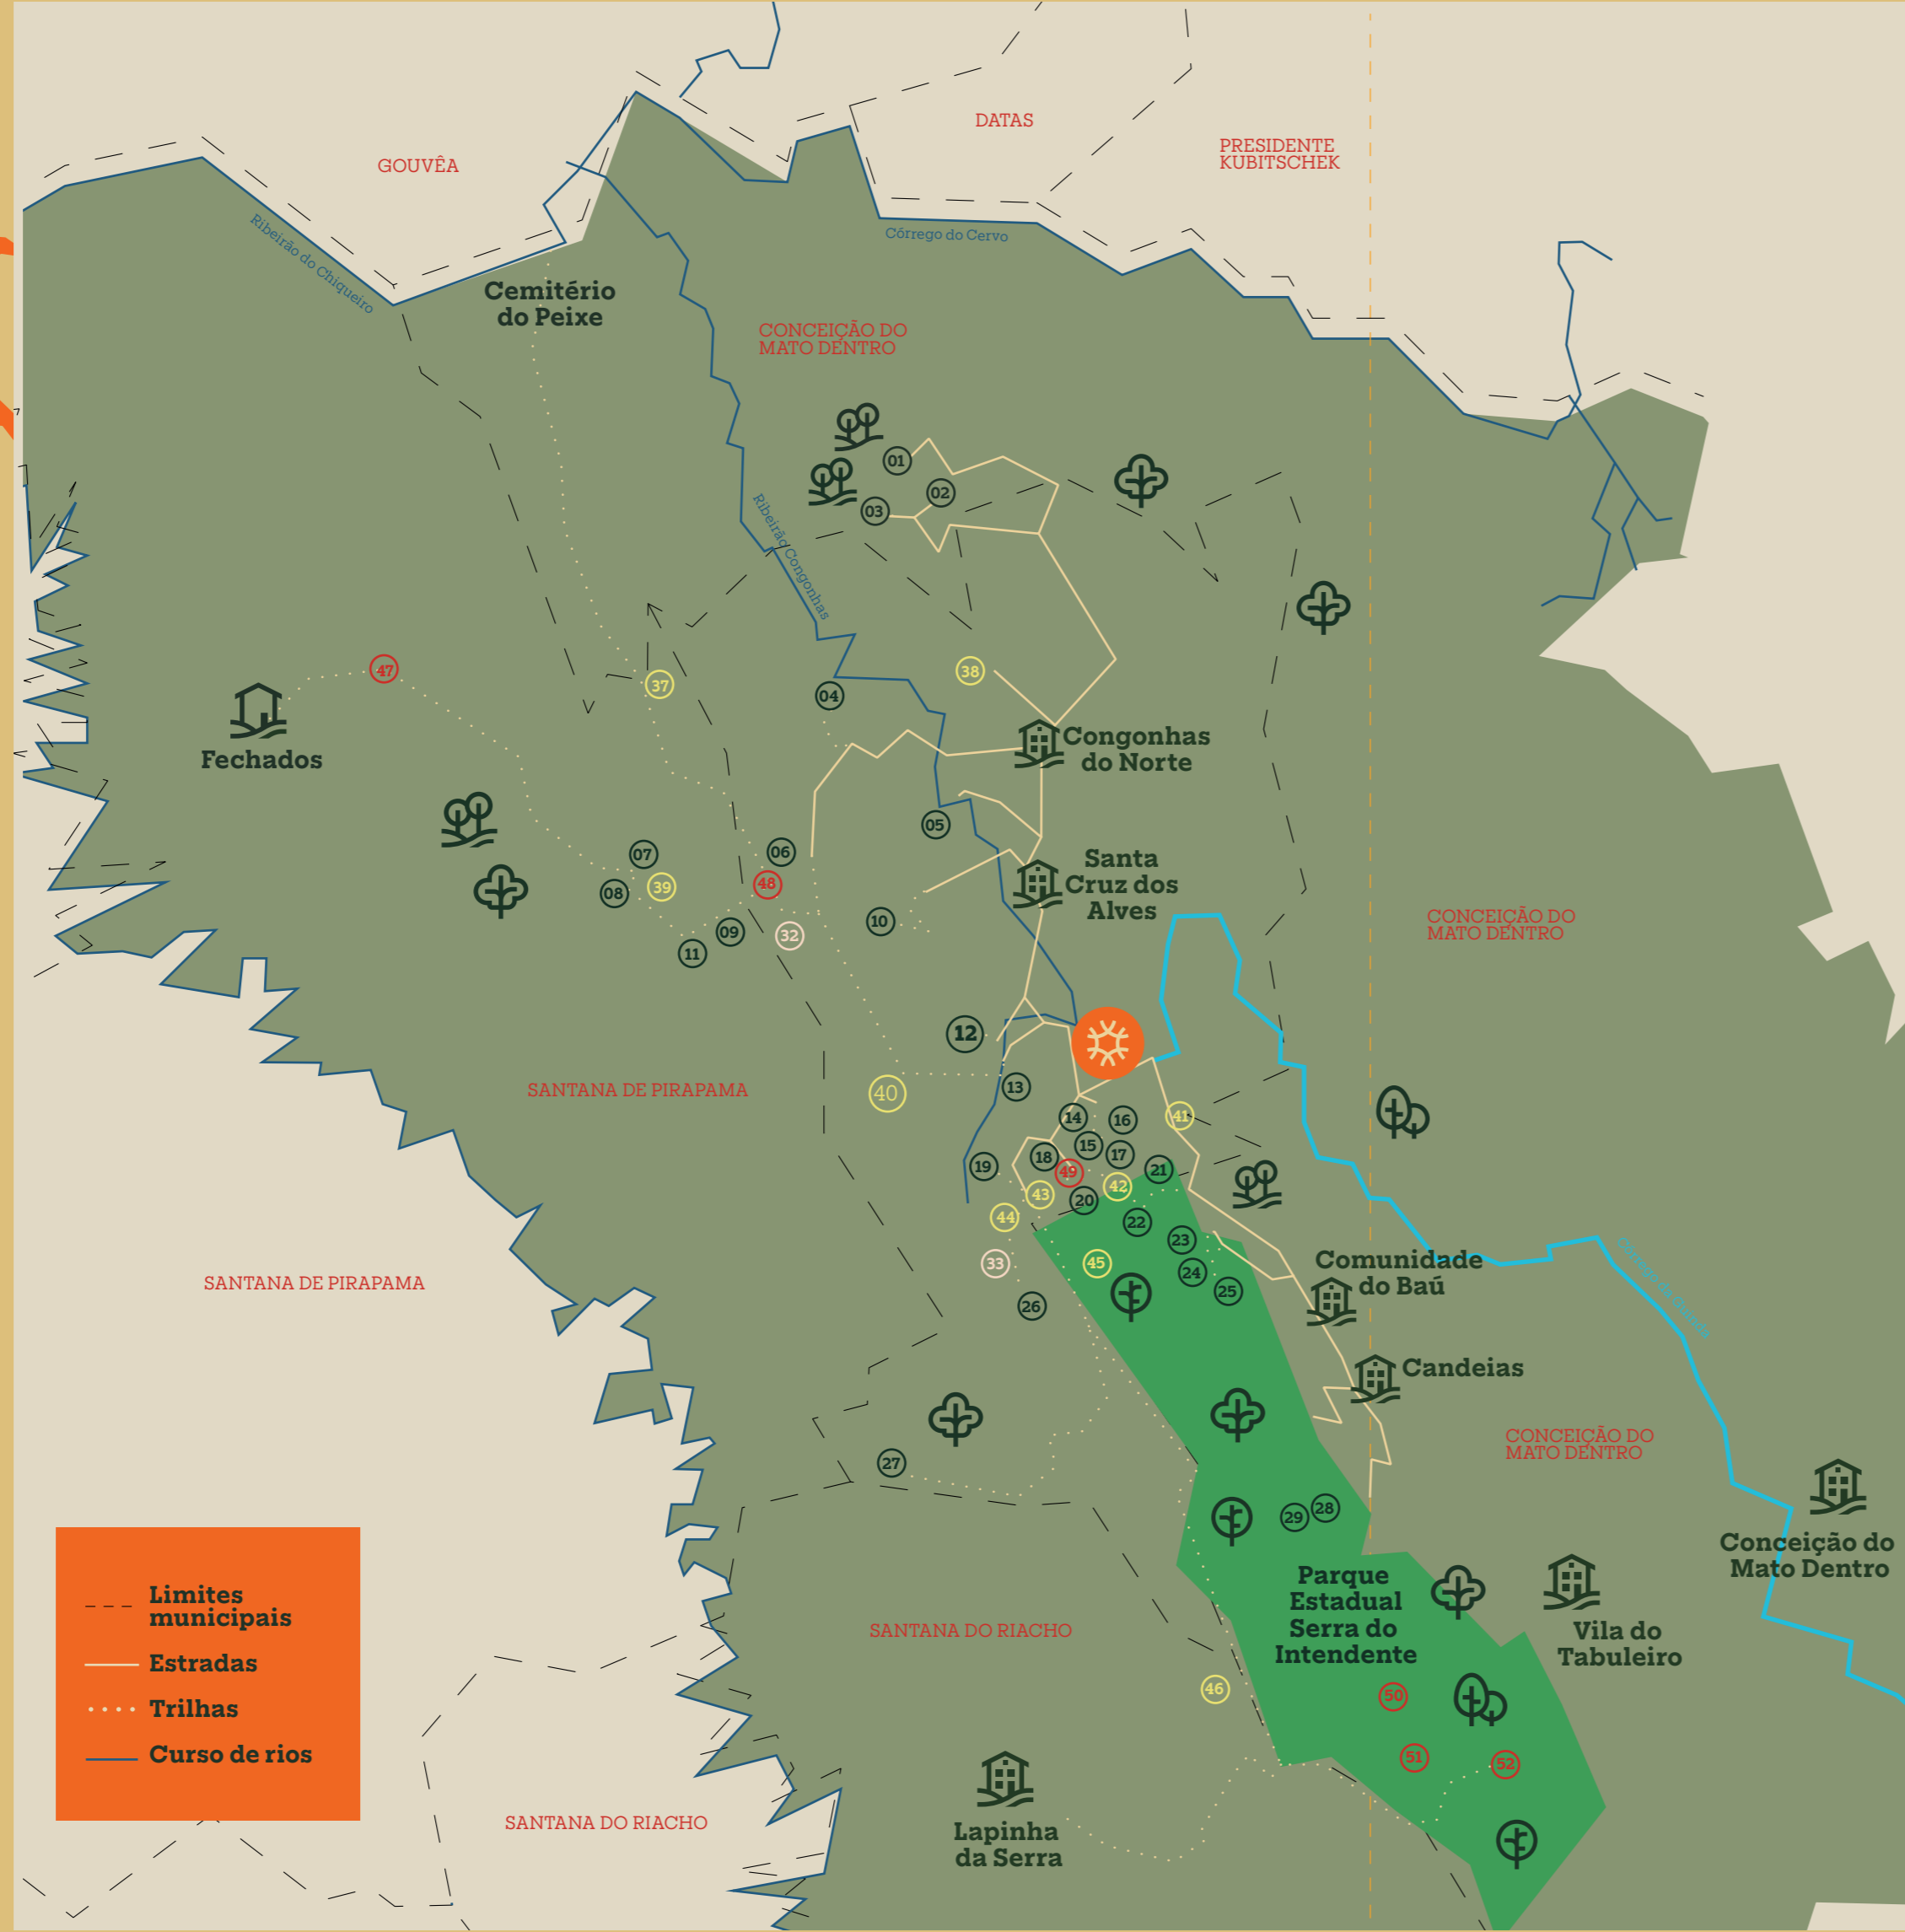 DATAS
PRESIDENTE
KUBITSCHEK
GOUVÊA
Ribeirão do Chiqueiro
Córrego do Cervo
Cemitério
do Peixe
CONCEIÇÃO DO
MATO DENTRO
01
02
03
Ribeirão Congonhas
47
37
38
04
Fechados
Congonhas
do Norte
05
07
06
08
39
48
Santa
Cruz dos
Alves
09
10
11
32
CONCEIÇÃO DO
MATO DENTRO
12
40
13
SANTANA DE PIRAPAMA
14
16
41
15
17
18
19
49
21
42
43
20
44
22
23
33
45
24
25
26
Comunidade
do Baú
SANTANA DE PIRAPAMA
Candeias
CONCEIÇÃO DO
MATO DENTRO
27
28
29
Conceição do
Mato Dentro
Parque
Estadual
Serra do
Intendente
Vila do
Tabuleiro
SANTANA DO RIACHO
46
50
51
52
Limites
municipais
Estradas
Trilhas
Curso de rios
SANTANA DO RIACHO
Lapinha
da Serra